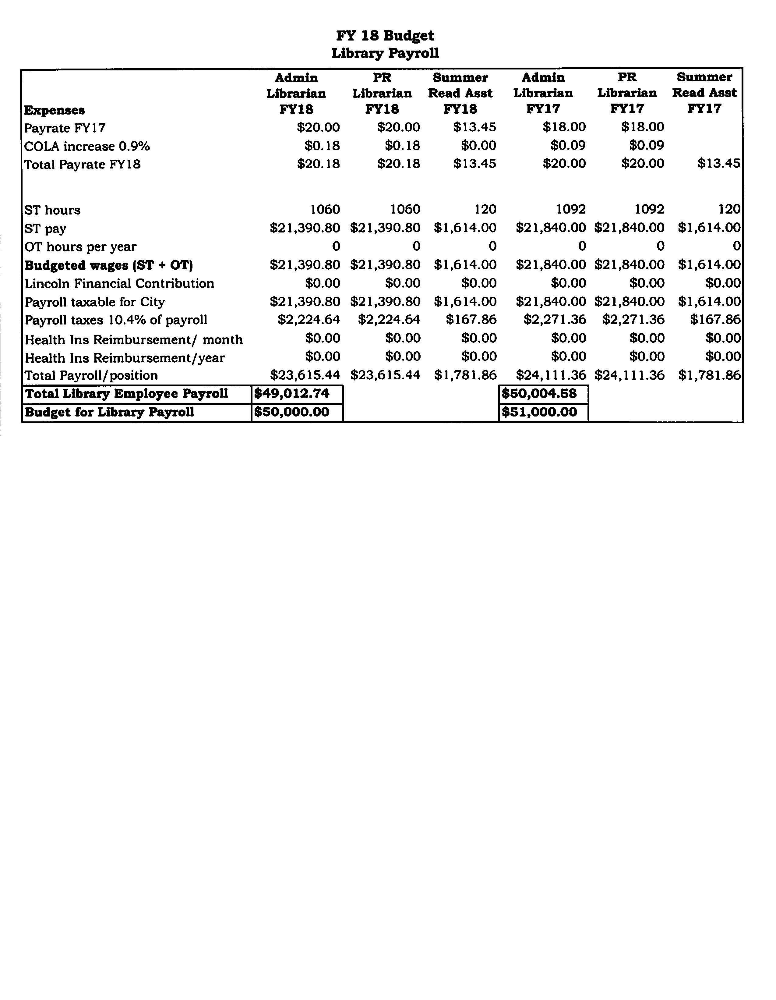 FY 18 Budget
Library Payroll
Admin PR Summer Admin PR Summer
Librarian Librarian Read Asst Librarian Librarian Read Asst
Expenses FY18 FY18 FY18 FY17 FY17 FY17
Payrate FY17 $20.00 $20.00 $13.45 $18.00 $18.00
COLA increase 0.9% $0.18 $0.18 $0.00 $0.09 $0.09
Total Payrate FY18 $20.18 $20.18 $13.45 $20.00 $20.00 $13.45
ST hours 1060 1060 120 1092 1092 120
ST pay $21,390.80 $21,390.80 $1,614.00 $21,840.00 $21,840.00 $1,614.00
OT hours per year 0 0 0 0 0 0
Budgeted wages (ST + OT) $21,390.80 $21,390.80 $1,614.00 $21,840.00 $21,840.00 $1,614.00
Lincoln Financial Contribution $0.00 $0.00 $0.00 $0.00 $0.00 $0.00
Payroll taxable for City $21,390.80 $21,390.80 $1,614.00 $21,840.00 $21,840.00 $1,614.00
Payroll taxes 10.4% of payroll $2,224.64 $2,224.64 $167.86 $2,271.36 $2,271.36 $167.86
Health Ins Reimbursement/ month $0.00 $0.00 $0.00 $0.00 $0.00 $0.00
Health Ins Reimbursement/year $0.00 $0.00 $0.00 $0.00 $0.00 $0.00
Total Payroll/position $23,615.44 $23,615.44 $1,781.86 $24,111.36 $24,111.36 $1,781.86
Total Library Employee Payroll $49,012.74 $50,004.58
Budget for Library Payroll $50,000.00 $51,000.00